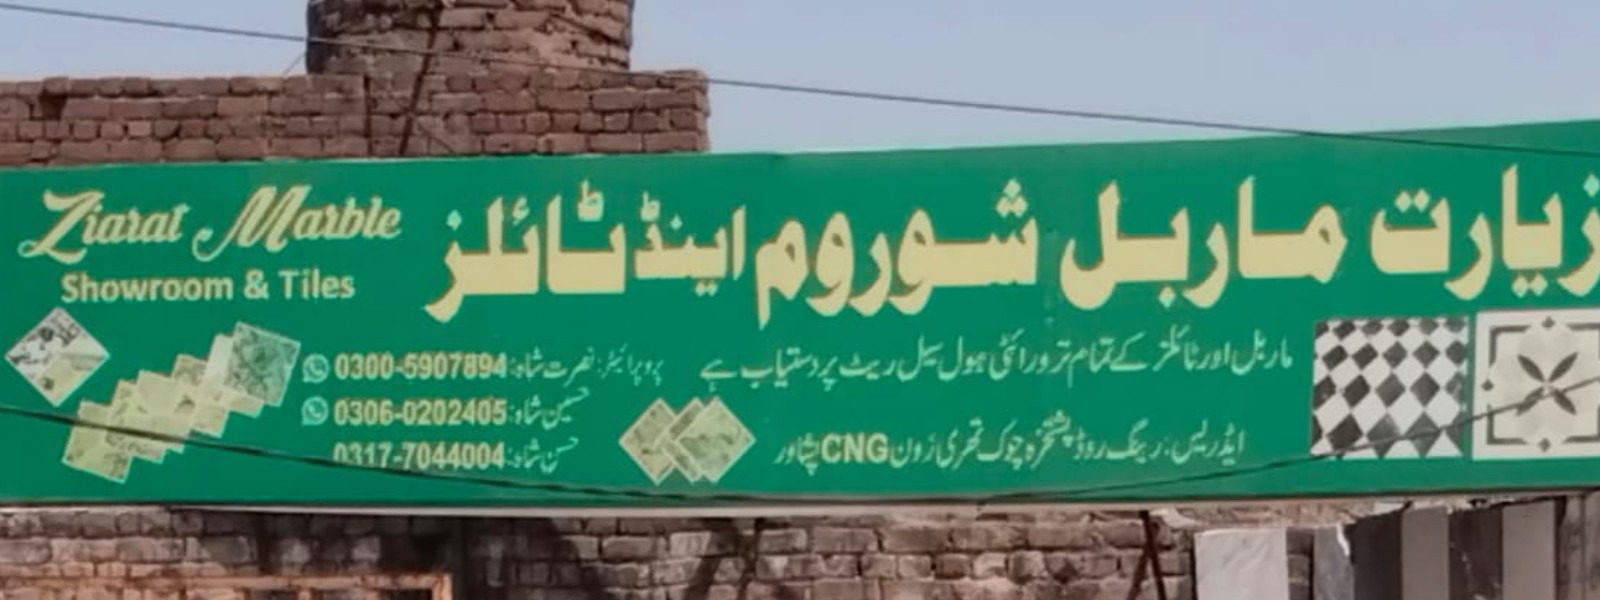 زیارت ماربل شوروم اینڈ ٹائلز
Ziarat Marble
Showroom & Tiles
ماربل اور ٹائلز کے تمام تر ورائٹی ہول سیل ریٹ پر دستیاب ہے
ایڈریس: رینگ روڈ پشتخرہ چوک تھری زون CNG پشاور
پروپرائیٹر: نصرت شاہ: 0300-5907894
حسین شاہ: 0306-0202405
حسن شاہ: 0317-7044004